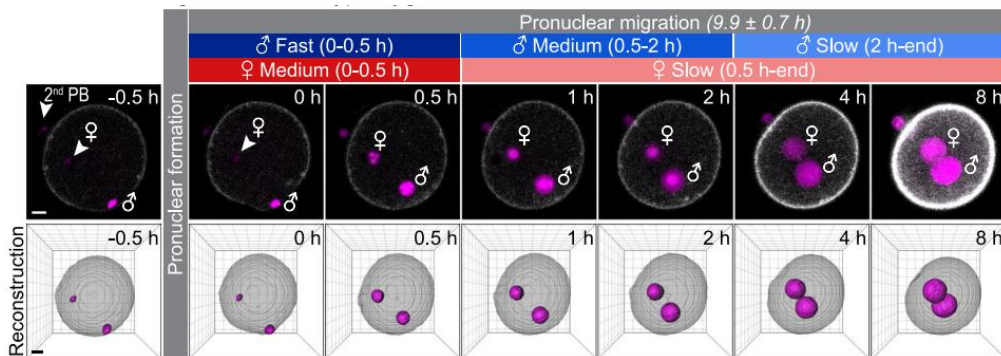 Pronuclear migration (9.9 ± 0.7 h)
♂ Fast (0-0.5 h) ♂ Medium (0.5-2 h) ♂ Slow (2 h-end)
♀ Medium (0-0.5 h) ♀ Slow (0.5 h-end)
Pronuclear formation
2nd PB -0.5 h 0 h 0.5 h 1 h 2 h 4 h 8 h
♀ ♀ ♀ ♀ ♀ ♀ ♀
♂ ♂ ♂ ♂ ♂ ♂
Reconstruction
-0.5 h 0 h 0.5 h 1 h 2 h 4 h 8 h